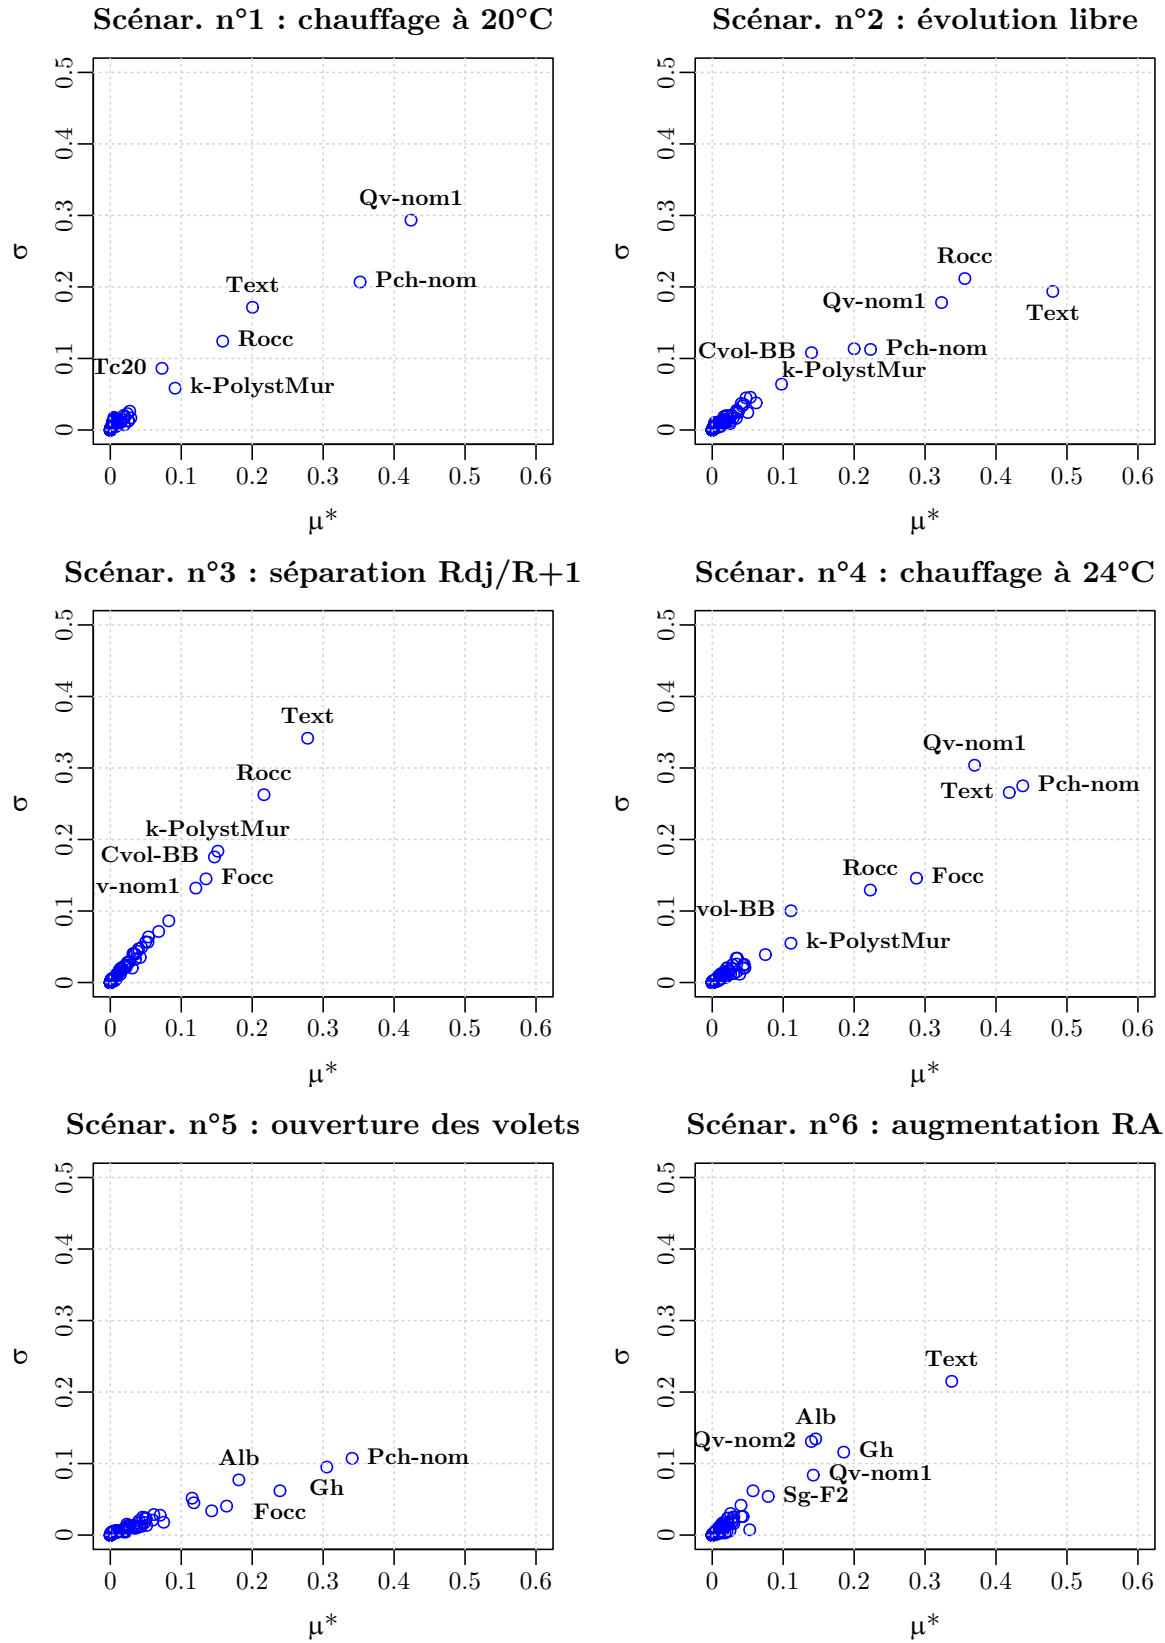 Scénar. n°1 : chauffage à 20°C
0.5
0.4
0.3
0.2
0.1
0
σ
Qv-nom1
Pch-nom
Text
Rocc
Tc20
k-PolystMur
0 0.1 0.2 0.3 0.4 0.5 0.6
μ*
Scénar. n°2 : évolution libre
0.5
0.4
0.3
0.2
0.1
0
σ
Rocc
Qv-nom1
Text
Cvol-BB
Pch-nom
k-PolystMur
0 0.1 0.2 0.3 0.4 0.5 0.6
μ*
Scénar. n°3 : séparation Rdj/R+1
0.5
0.4
0.3
0.2
0.1
0
σ
Text
Rocc
k-PolystMur
Cvol-BB
Focc
v-nom1
0 0.1 0.2 0.3 0.4 0.5 0.6
μ*
Scénar. n°4 : chauffage à 24°C
0.5
0.4
0.3
0.2
0.1
0
σ
Qv-nom1
Pch-nom
Text
Rocc
Focc
vol-BB
k-PolystMur
0 0.1 0.2 0.3 0.4 0.5 0.6
μ*
Scénar. n°5 : ouverture des volets
0.5
0.4
0.3
0.2
0.1
0
σ
Alb
Pch-nom
Gh
Focc
0 0.1 0.2 0.3 0.4 0.5 0.6
μ*
Scénar. n°6 : augmentation RA
0.5
0.4
0.3
0.2
0.1
0
σ
Text
Alb
Qv-nom2
Gh
Qv-nom1
Sg-F2
0 0.1 0.2 0.3 0.4 0.5 0.6
μ*